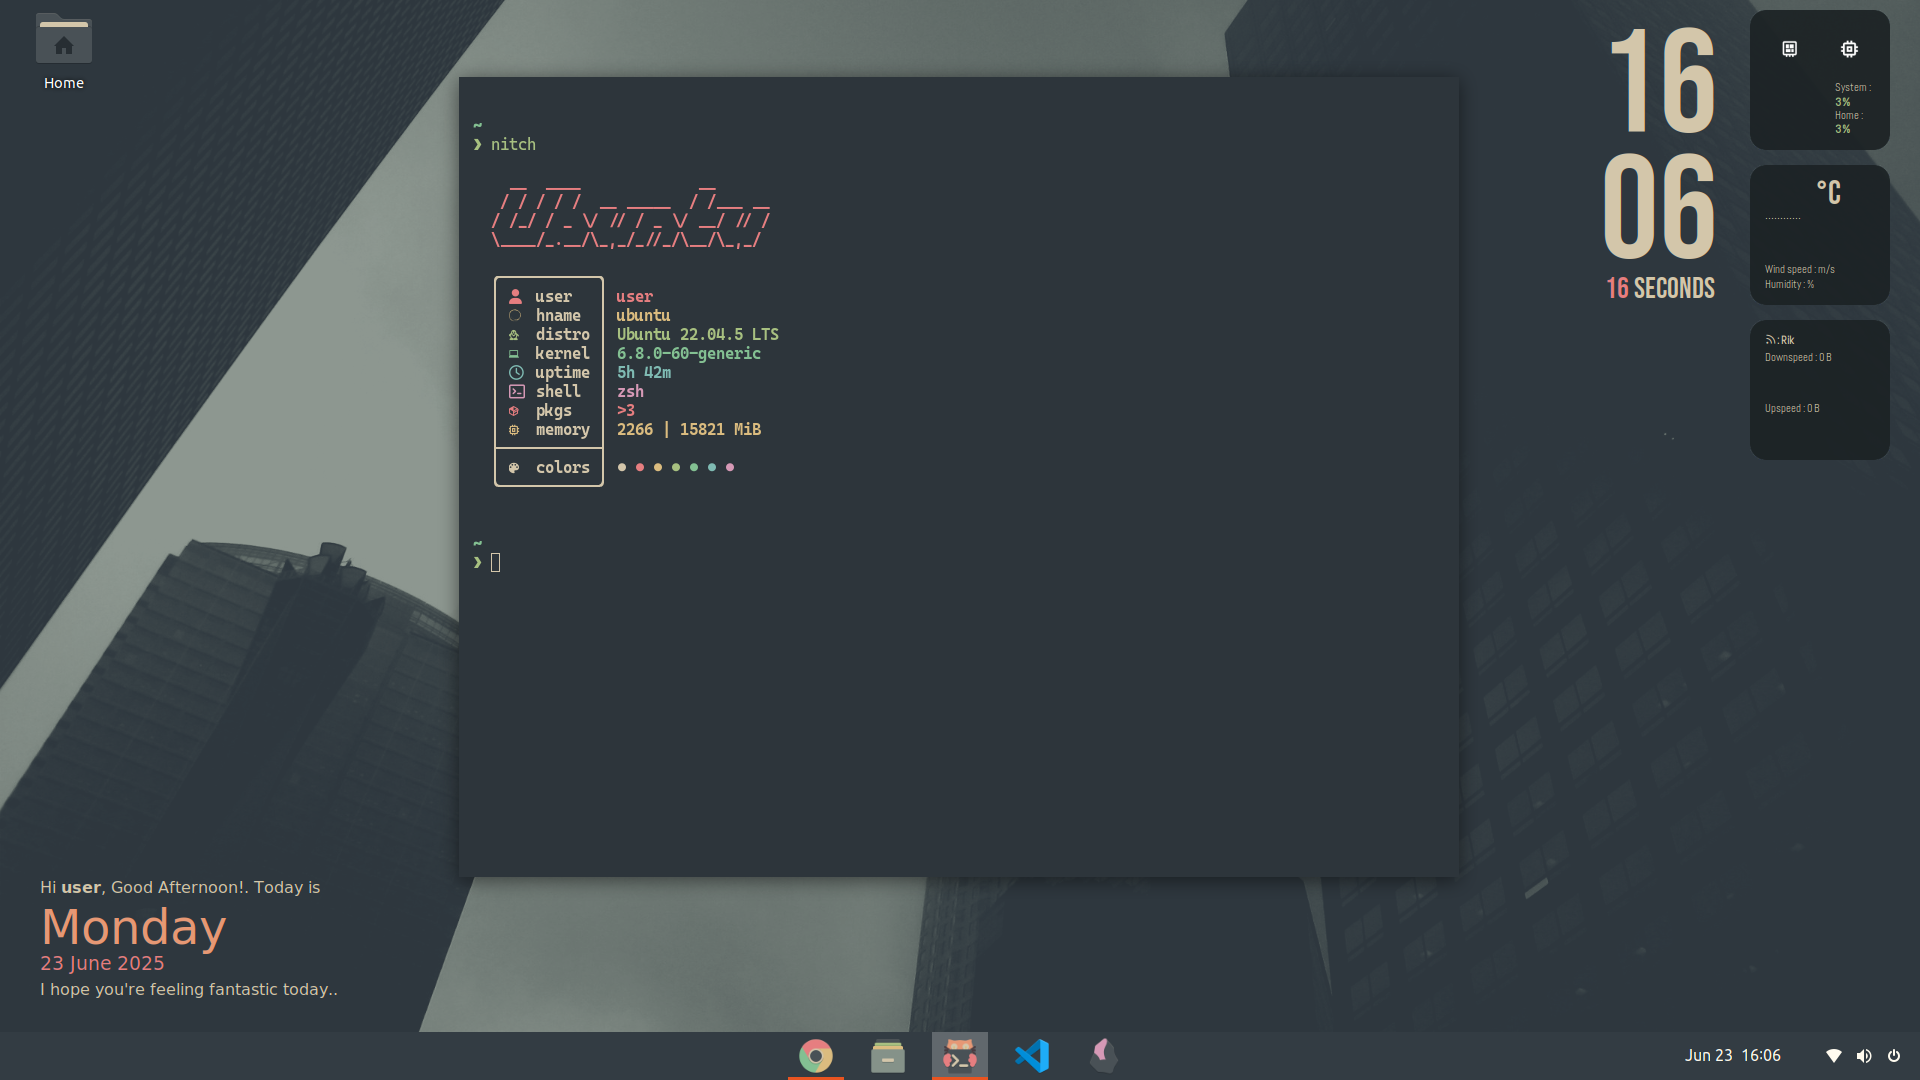 Home
~
❯ nitch
Ubuntu
user user
hname ubuntu
distro Ubuntu 22.04.5 LTS
kernel 6.8.0-60-generic
uptime 5h 42m
shell zsh
pkgs >3
memory 2266 | 15821 MiB
colors
~
❯
16
06
16 SECONDS
System :
3%
Home :
3%
°C
............
Wind speed : m/s
Humidity : %
: Rik
Downspeed : 0 B
Upspeed : 0 B
Hi user, Good Afternoon!. Today is
Monday
23 June 2025
I hope you're feeling fantastic today..
Jun 23 16:06